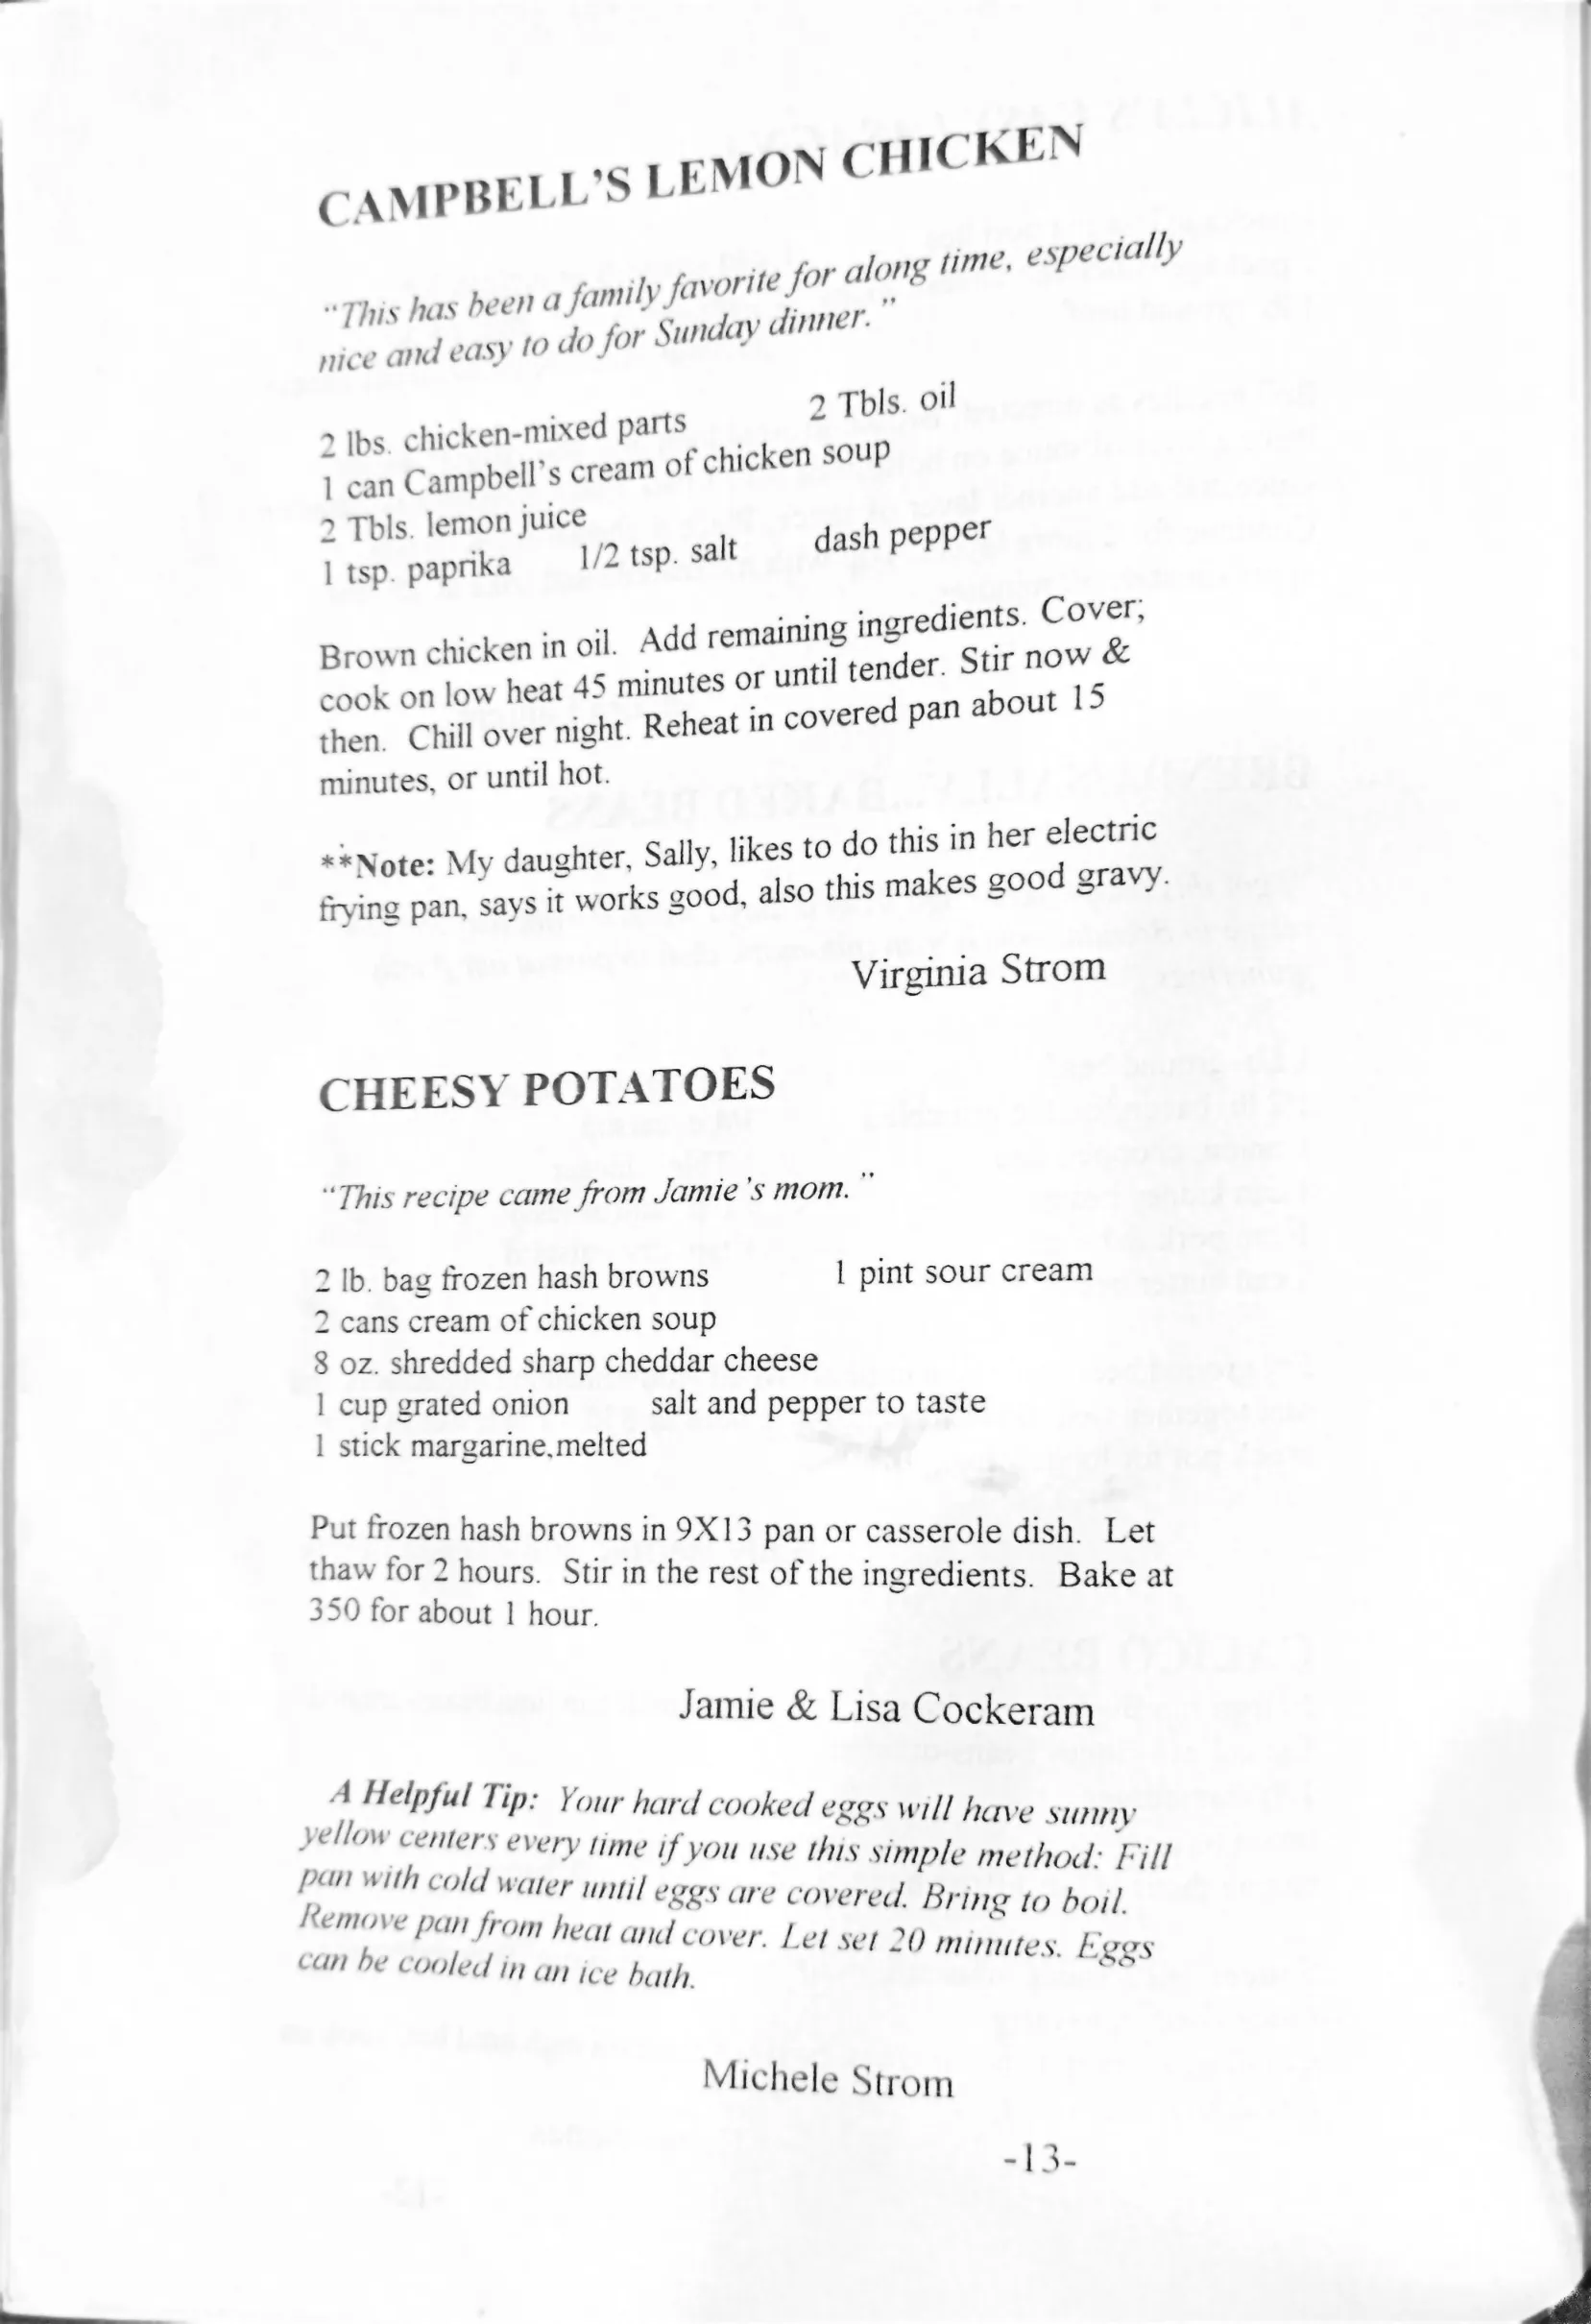 CAMPBELL'S LEMON CHICKEN
"This has been a family favorite for along time, especially
nice and easy to do for Sunday dinner."
2 lbs. chicken-mixed parts 2 Tbls. oil
1 can Campbell's cream of chicken soup
2 Tbls. lemon juice
1 tsp. paprika 1/2 tsp. salt dash pepper
Brown chicken in oil. Add remaining ingredients. Cover;
cook on low heat 45 minutes or until tender. Stir now &
then. Chill over night. Reheat in covered pan about 15
minutes, or until hot.
**Note: My daughter, Sally, likes to do this in her electric
frying pan, says it works good, also this makes good gravy.
Virginia Strom
CHEESY POTATOES
"This recipe came from Jamie's mom."
2 lb. bag frozen hash browns 1 pint sour cream
2 cans cream of chicken soup
8 oz. shredded sharp cheddar cheese
1 cup grated onion salt and pepper to taste
1 stick margarine,melted
Put frozen hash browns in 9X13 pan or casserole dish. Let
thaw for 2 hours. Stir in the rest of the ingredients. Bake at
350 for about 1 hour.
Jamie & Lisa Cockeram
A Helpful Tip: Your hard cooked eggs will have sunny
yellow centers every time if you use this simple method: Fill
pan with cold water until eggs are covered. Bring to boil.
Remove pan from heat and cover. Let set 20 minutes. Eggs
can be cooled in an ice bath.
Michele Strom
-13-